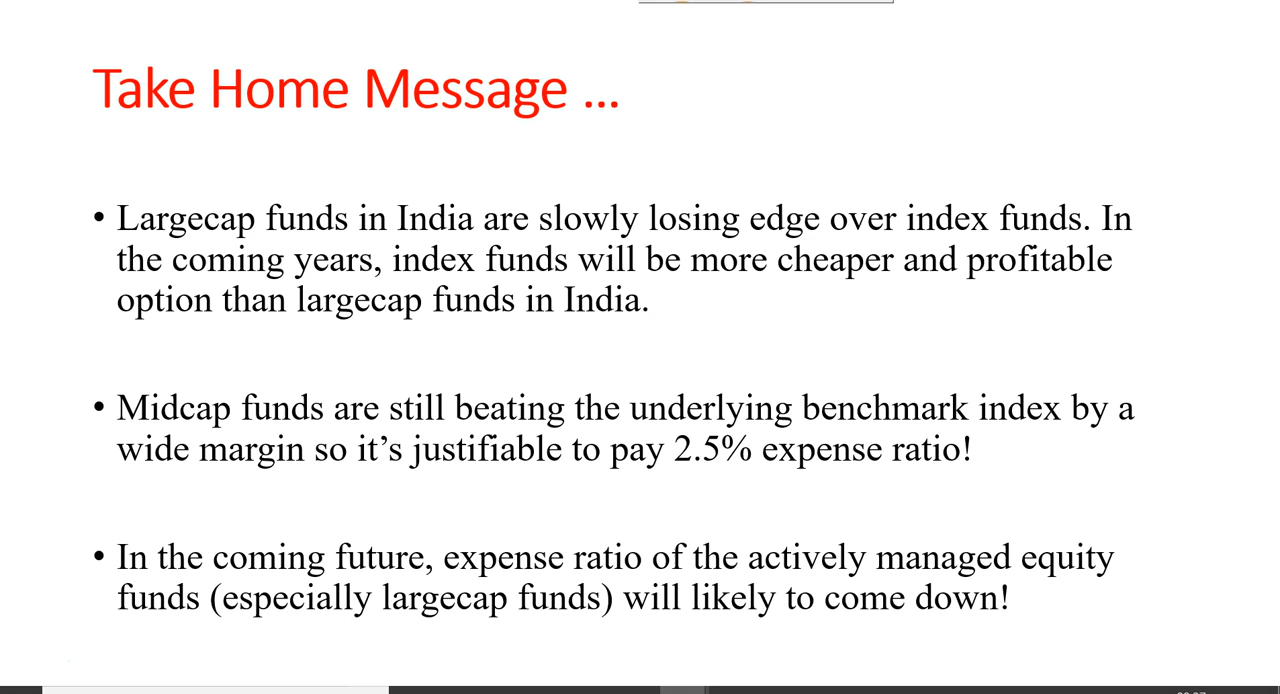 Take Home Message ...
• Largecap funds in India are slowly losing edge over index funds. In
the coming years, index funds will be more cheaper and profitable
option than largecap funds in India.
• Midcap funds are still beating the underlying benchmark index by a
wide margin so it’s justifiable to pay 2.5% expense ratio!
• In the coming future, expense ratio of the actively managed equity
funds (especially largecap funds) will likely to come down!